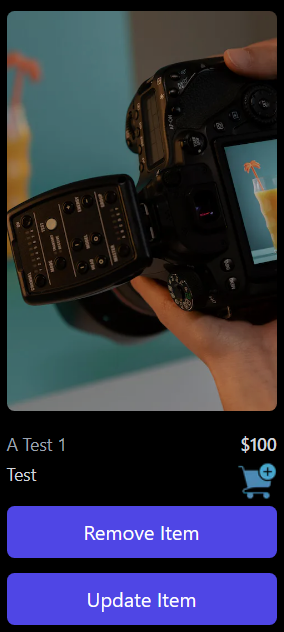 A Test 1 $100
Test
Remove Item
Update Item